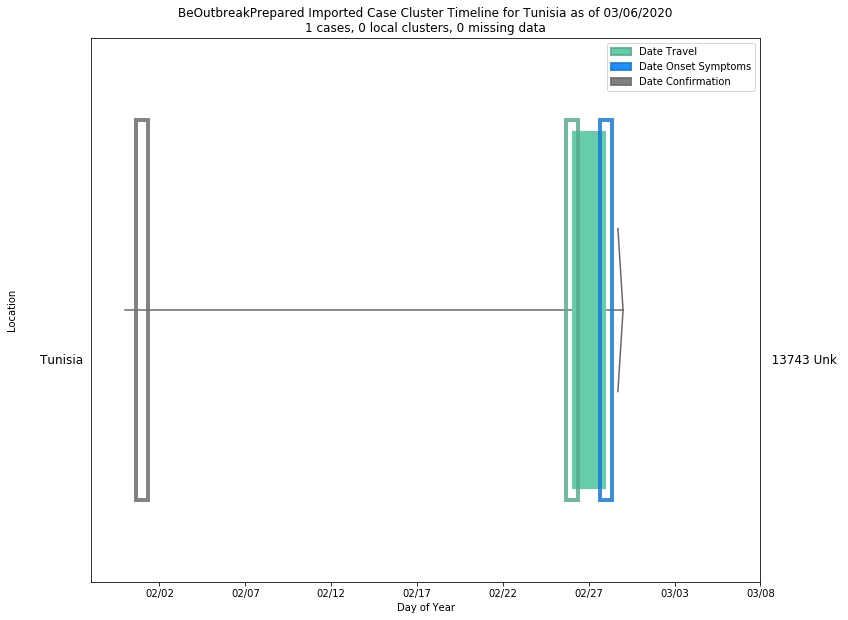 BeOutbreakPrepared Imported Case Cluster Timeline for Tunisia as of 03/06/2020
1 cases, 0 local clusters, 0 missing data
Date Travel
Date Onset Symptoms
Date Confirmation
Location
Tunisia
13743 Unk
02/02 02/07 02/12 02/17 02/22 02/27 03/03 03/08
Day of Year